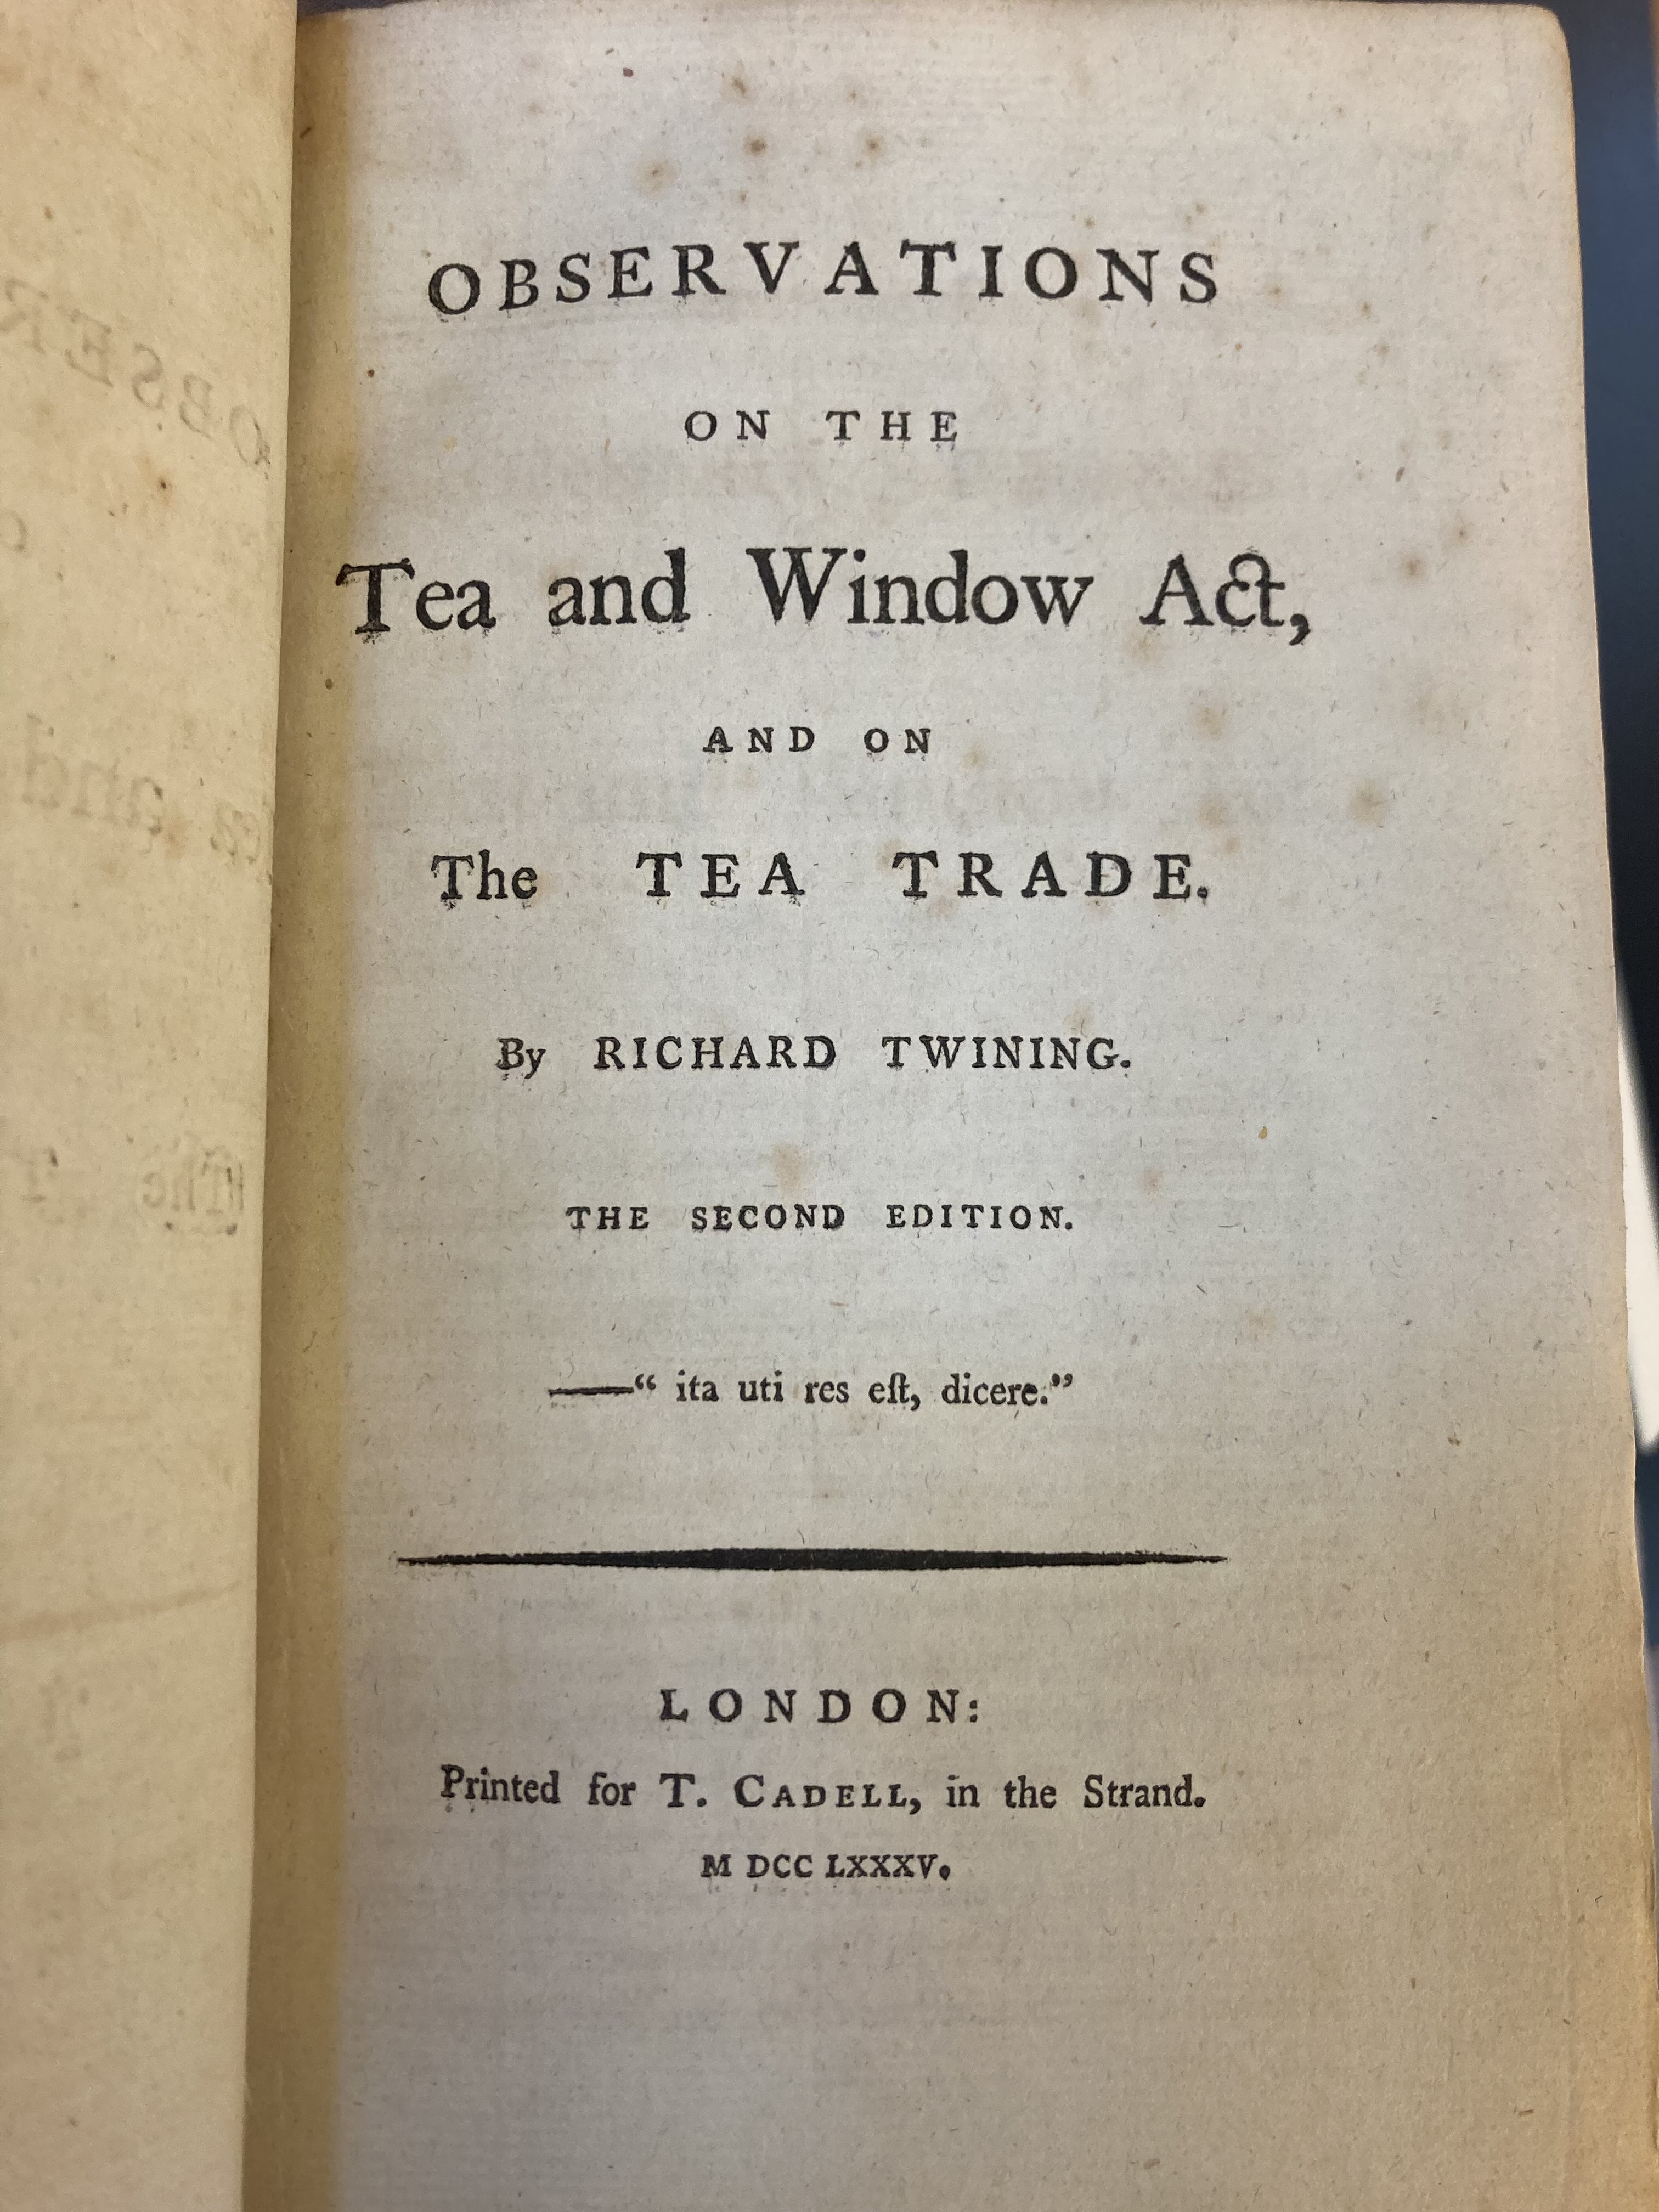 OBSERVATIONS
ON THE
Tea and Window Act,
AND ON
The TEA TRADE.
By RICHARD TWINING.
THE SECOND EDITION.
——“ ita uti res eſt, dicere.”
LONDON:
Printed for T. CADELL, in the Strand.
M DCC LXXXV.